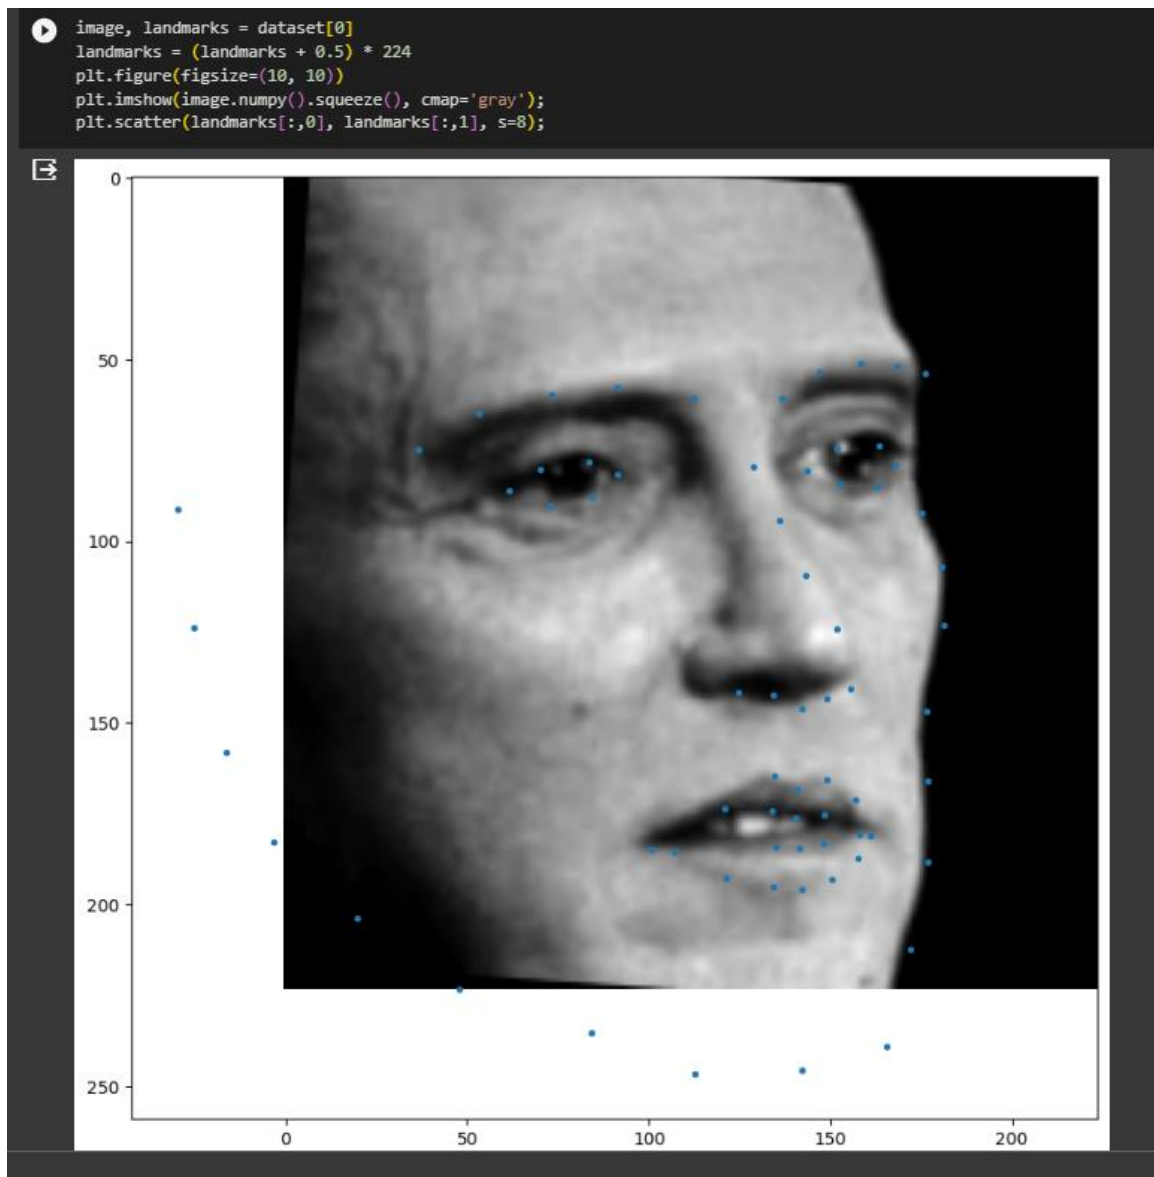 image, landmarks = dataset[0]
landmarks = (landmarks + 0.5) * 224
plt.figure(figsize=(10, 10))
plt.imshow(image.numpy().squeeze(), cmap='gray');
plt.scatter(landmarks[:,0], landmarks[:,1], s=8);
0
50
100
150
200
250
0 50 100 150 200